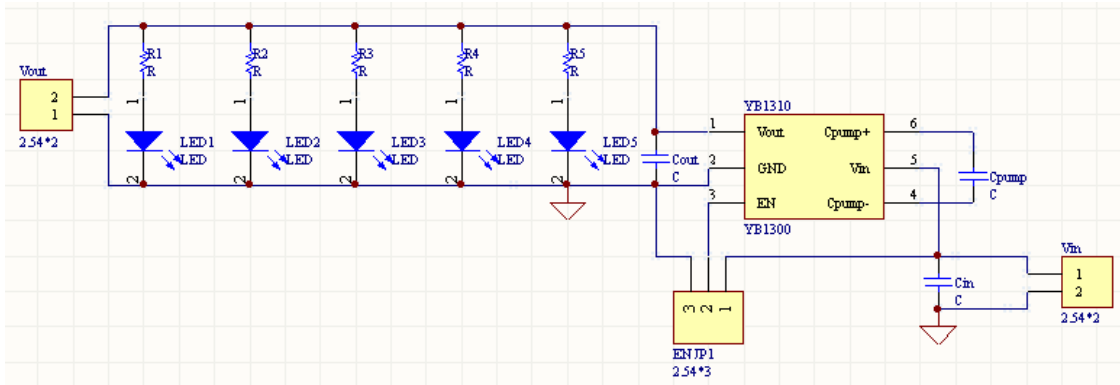 R1
R
R2
R
R3
R
R4
R
R5
R
Vout
2
1
2.54*2
1
1
1
1
1
LED1
LED
LED2
LED
LED3
LED
LED4
LED
LED5
LED
2
2
2
2
2
Cout
C
YB1310
1
Vout
Cpump+
6
2
GND
Vin
5
3
EN
Cpump-
4
YB1300
Cpump
C
Vin
1
2
2.54*2
Cin
C
3
2
1
ENJP1
2.54*3